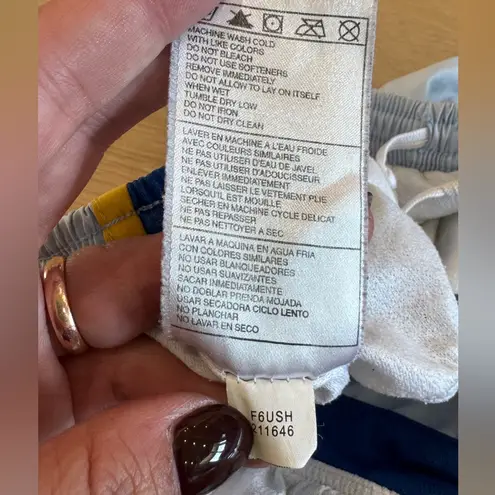 MACHINE WASH COLD
WITH LIKE COLORS
DO NOT BLEACH
DO NOT USE SOFTENERS
REMOVE IMMEDIATELY
DO NOT ALLOW TO LAY ON ITSELF
WHEN WET
TUMBLE DRY LOW
DO NOT IRON
DO NOT DRY CLEAN
LAVER EN MACHINE A L'EAU FROIDE
AVEC COULEURS SIMILAIRES
NE PAS UTILISER D'EAU DE JAVEL
NE PAS UTILISER D'ADOUCISSEUR
ENLEVER IMMEDIATEMENT
NE PAS LAISSER LE VETEMENT PLIE
LORSQU'IL EST MOUILLE
SECHER EN MACHINE CYCLE DELICAT
NE PAS REPASSER
NE PAS NETTOYER A SEC
LAVAR A MAQUINA EN AGUA FRIA
CON COLORES SIMILARES
NO USAR BLANQUEADORES
NO USAR SUAVIZANTES
SACAR INMEDIATAMENTE
NO DOBLAR PRENDA MOJADA
USAR SECADORA CICLO LENTO
NO PLANCHAR
NO LAVAR EN SECO
F6USH
211646